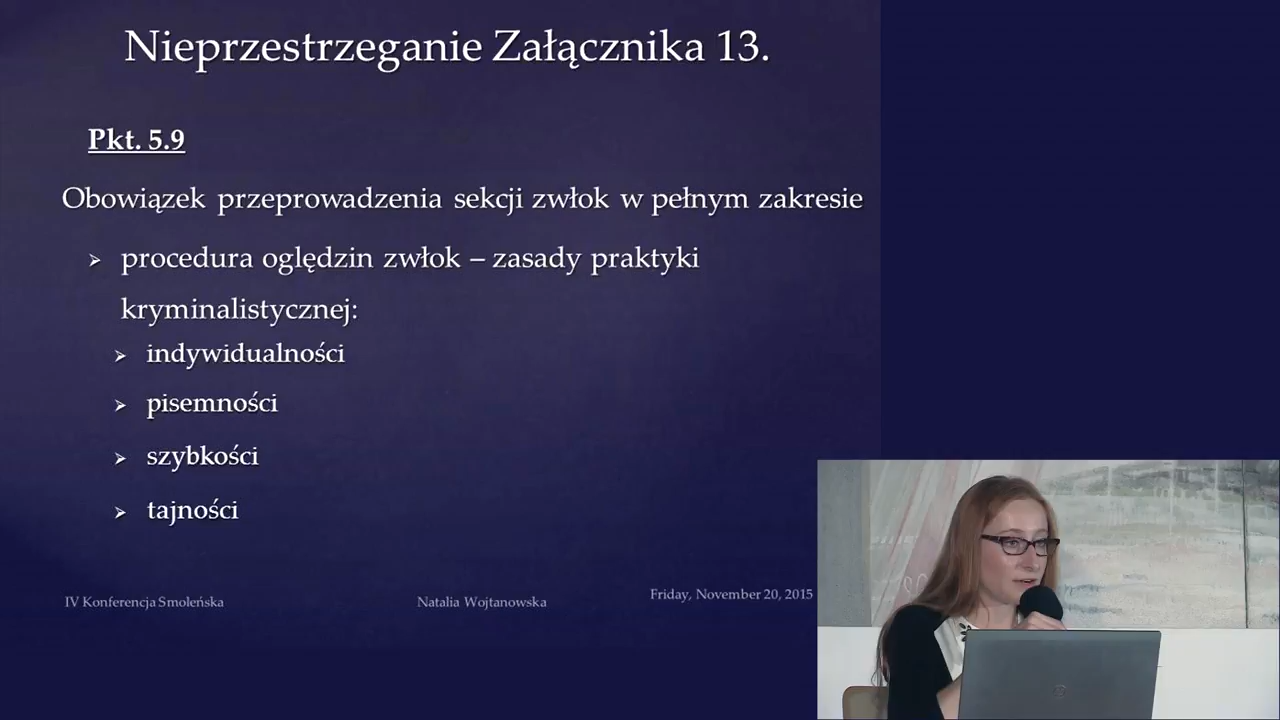 Nieprzestrzeganie Załącznika 13.
Pkt. 5.9
Obowiązek przeprowadzenia sekcji zwłok w pełnym zakresie
➢ procedura oględzin zwłok – zasady praktyki
kryminalistycznej:
➢ indywidualności
➢ pisemności
➢ szybkości
➢ tajności
IV Konferencja Smoleńska
Natalia Wojtanowska
Friday, November 20, 2015